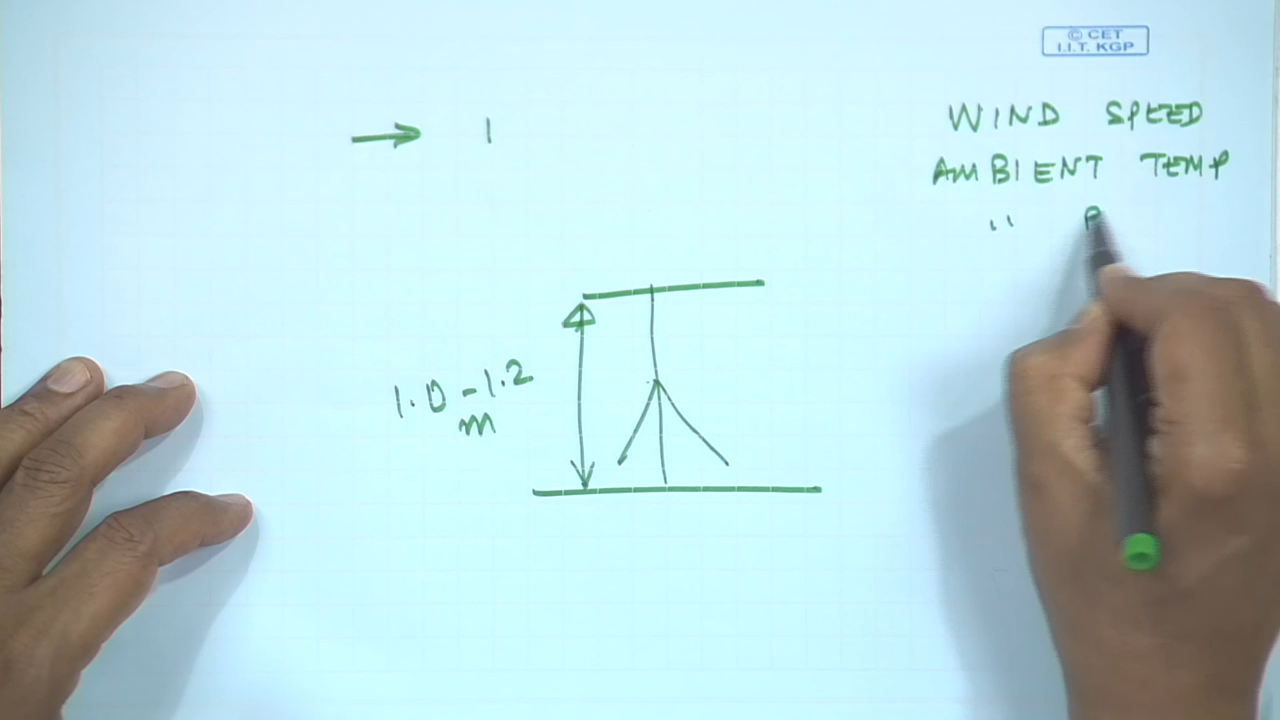 © CET
I.I.T. KGP
→ 1
WIND SPEED
AMBIENT TEMP
" P
1.0 - 1.2
m